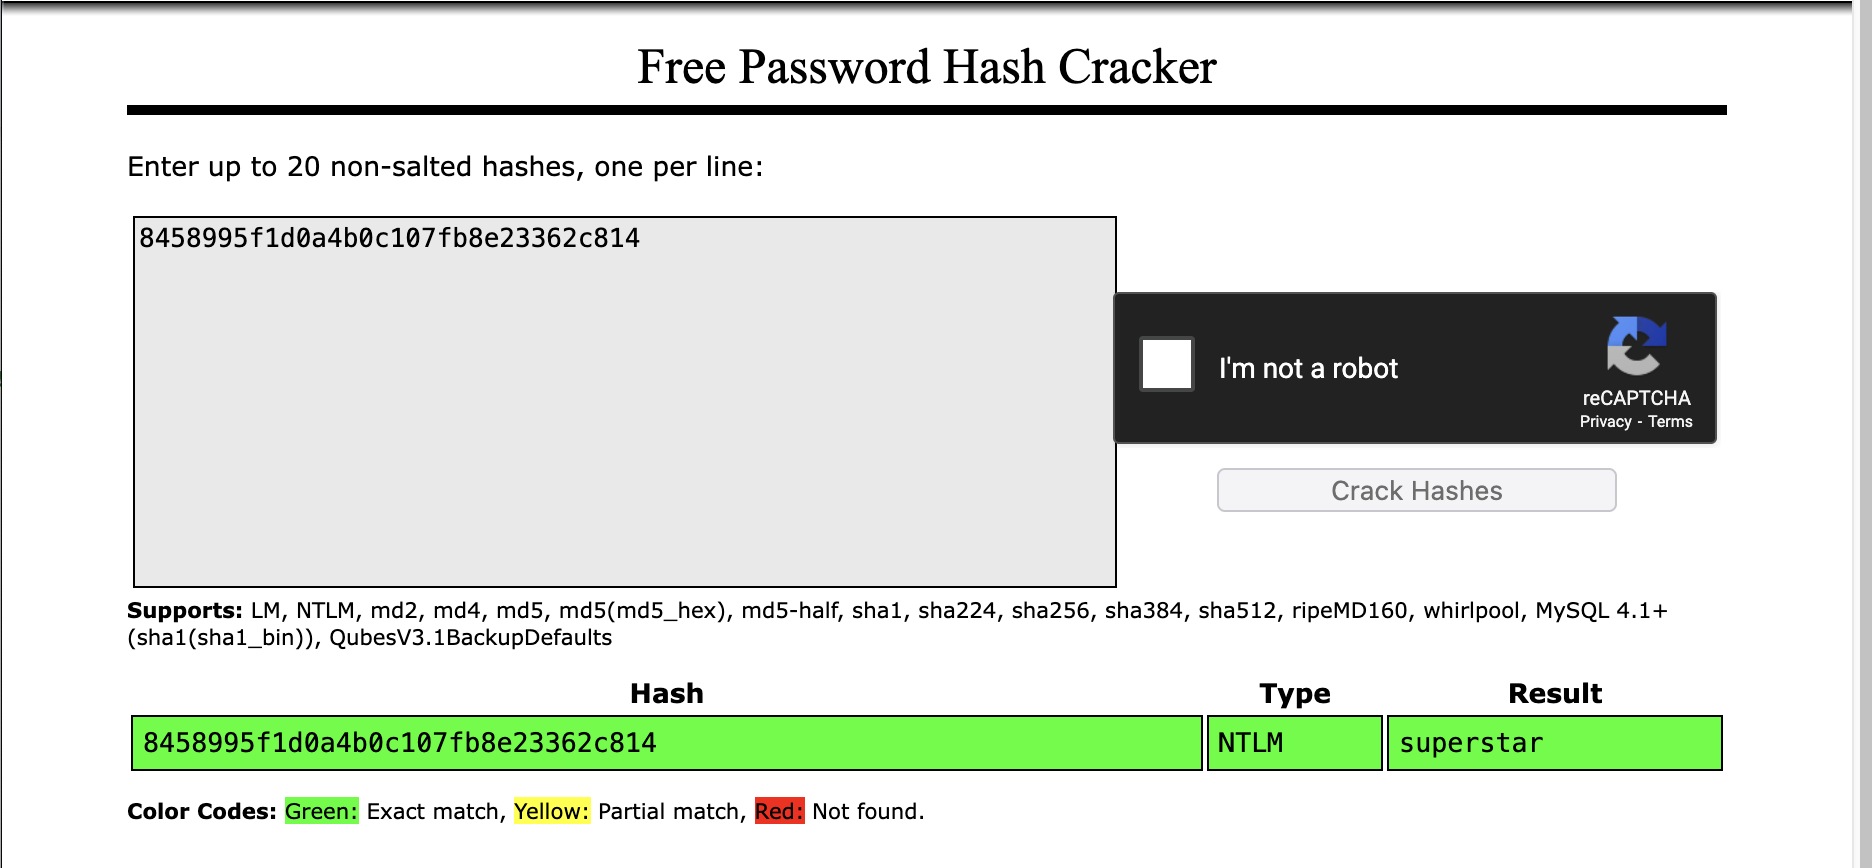 Free Password Hash Cracker
Enter up to 20 non-salted hashes, one per line:
8458995f1d0a4b0c107fb8e23362c814
I'm not a robot
reCAPTCHA
Privacy - Terms
Crack Hashes
Supports: LM, NTLM, md2, md4, md5, md5(md5_hex), md5-half, sha1, sha224, sha256, sha384, sha512, ripeMD160, whirlpool, MySQL 4.1+
(sha1(sha1_bin)), QubesV3.1BackupDefaults
Hash Type Result
8458995f1d0a4b0c107fb8e23362c814 NTLM superstar
Color Codes: Green: Exact match, Yellow: Partial match, Red: Not found.